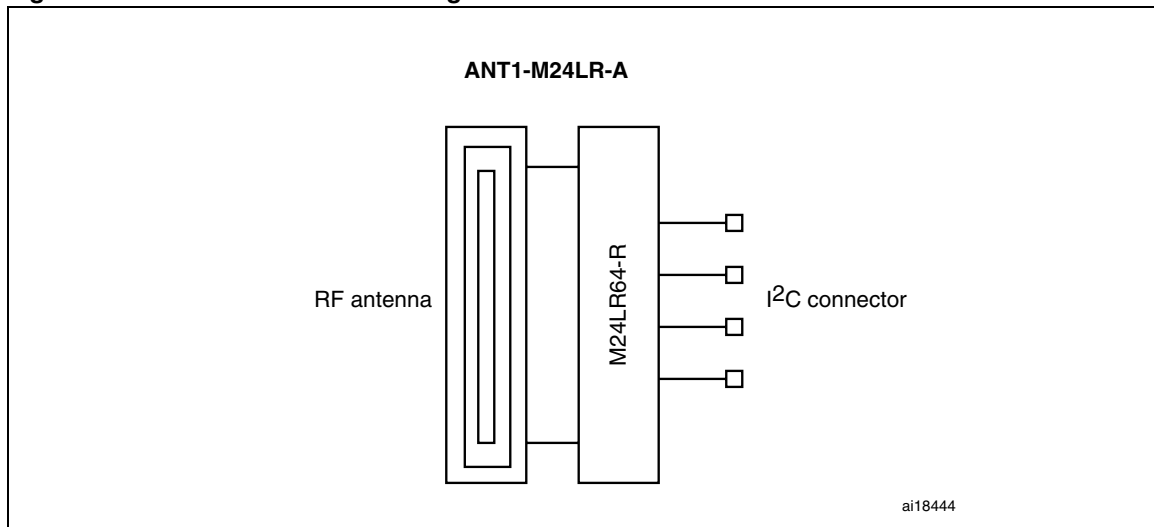 ANT1-M24LR-A
RF antenna
M24LR64-R
I²C connector
ai18444